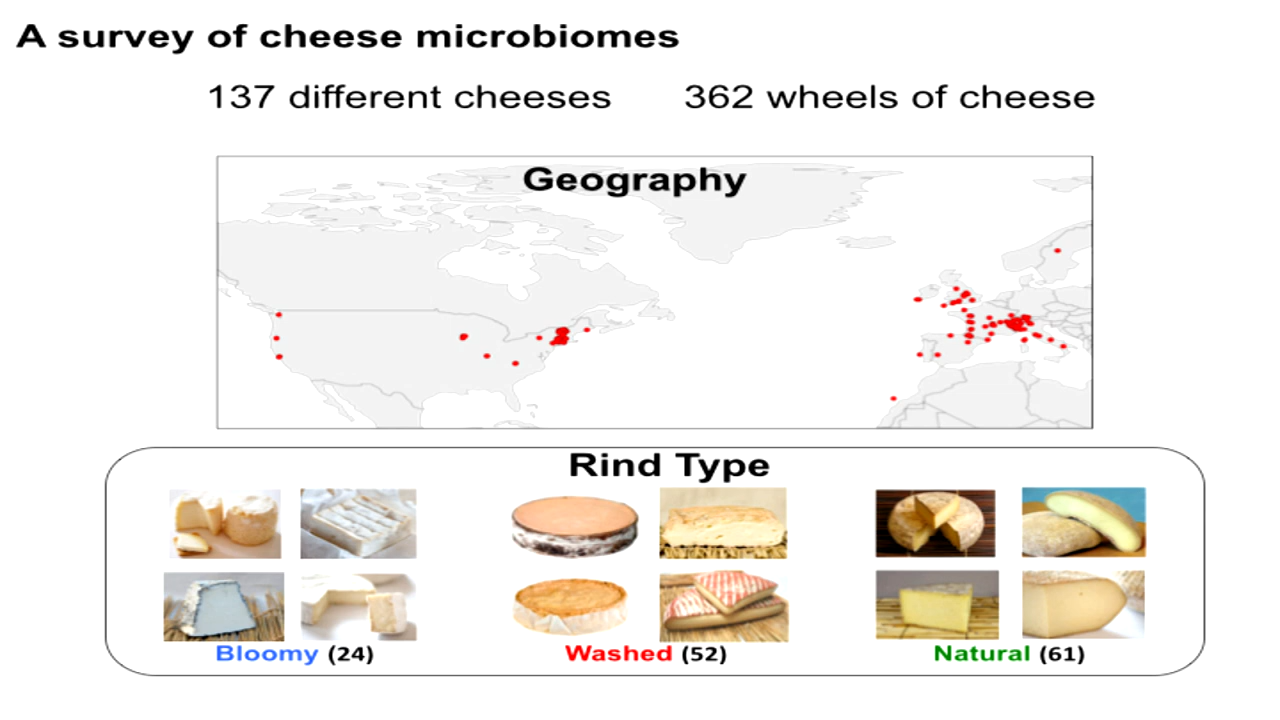 A survey of cheese microbiomes
137 different cheeses 362 wheels of cheese
Geography
Rind Type
Bloomy (24) Washed (52) Natural (61)